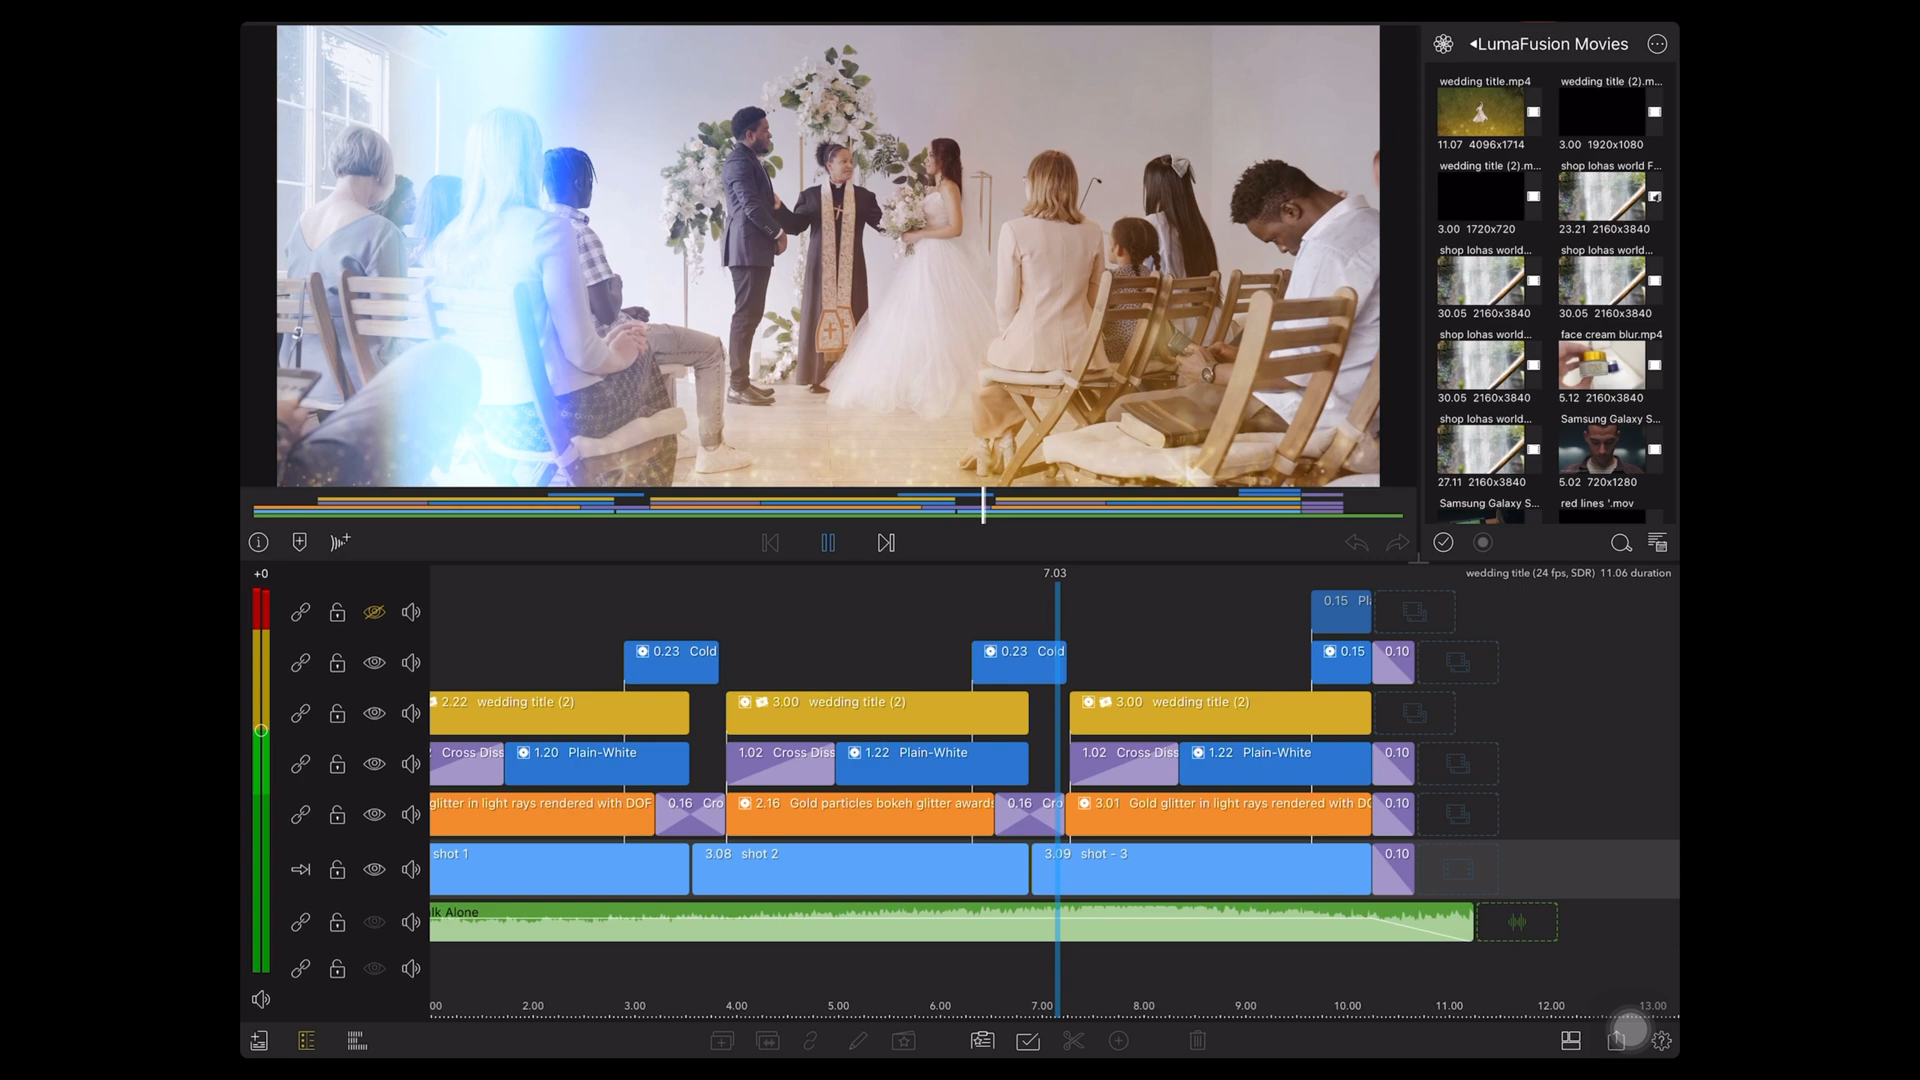 ◂LumaFusion Movies
wedding title.mp4
wedding title (2).m...
11.07 4096x1714
3.00 1920x1080
wedding title (2).m...
shop lohas world F...
3.00 1720x720
23.21 2160x3840
shop lohas world...
shop lohas world...
30.05 2160x3840
30.05 2160x3840
shop lohas world...
face cream blur.mp4
30.05 2160x3840
5.12 2160x3840
shop lohas world...
Samsung Galaxy S...
27.11 2160x3840
5.02 720x1280
Samsung Galaxy S...
red lines '.mov
+0
7.03
wedding title (24 fps, SDR) 11.06 duration
0.15 Pl
0.23 Cold
0.23 Cold
0.15
0.10
2.22 wedding title (2)
3.00 wedding title (2)
3.00 wedding title (2)
Cross Diss
1.20 Plain-White
1.02 Cross Diss
1.22 Plain-White
1.02 Cross Diss
1.22 Plain-White
0.10
glitter in light rays rendered with DOF
0.16 Cro
2.16 Gold particles bokeh glitter awards
0.16 Cro
3.01 Gold glitter in light rays rendered with DO
0.10
shot 1
3.08 shot 2
3.09 shot - 3
0.10
lk Alone
00 2.00 3.00 4.00 5.00 6.00 7.00 8.00 9.00 10.00 11.00 12.00 13.00